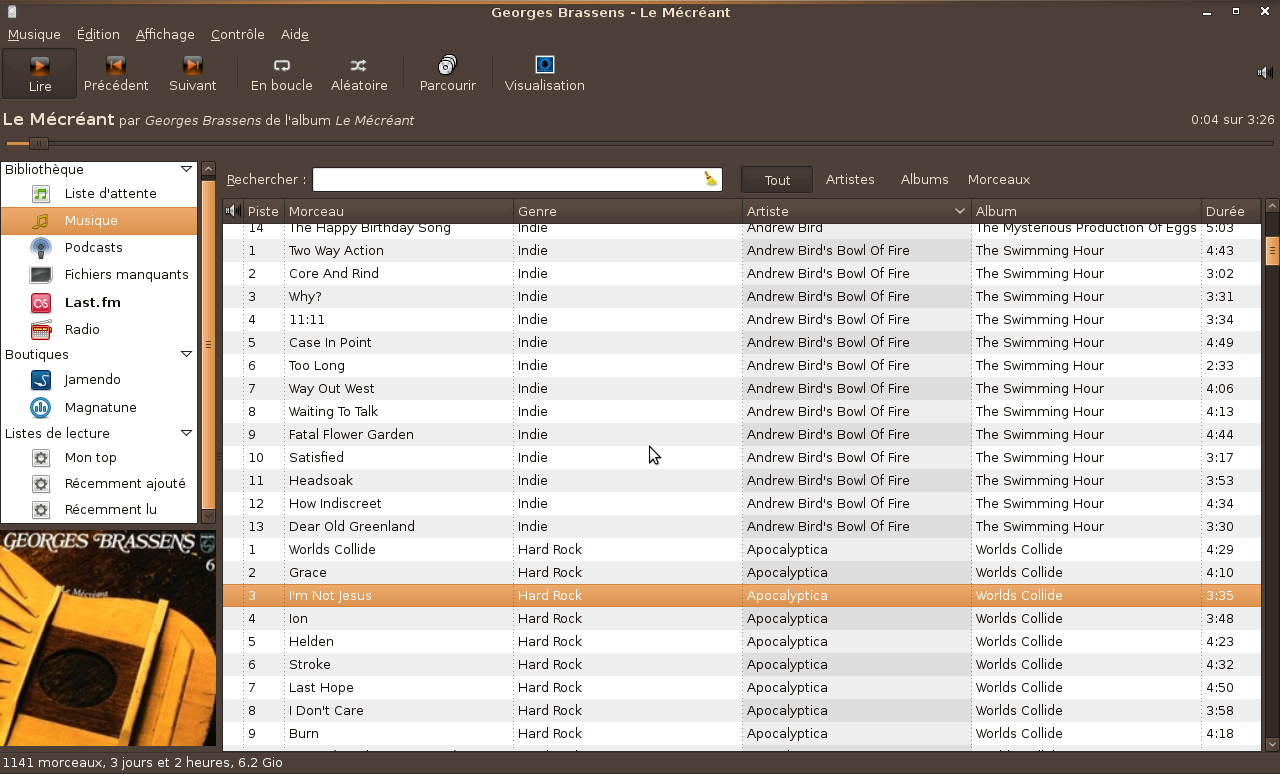 Georges Brassens - Le Mécréant
Musique Édition Affichage Contrôle Aide
Lire Précédent Suivant En boucle Aléatoire Parcourir Visualisation
Le Mécréant par Georges Brassens de l'album Le Mécréant 0:04 sur 3:26
Bibliothèque
Liste d'attente
Musique
Podcasts
Fichiers manquants
Last.fm
Radio
Boutiques
Jamendo
Magnatune
Listes de lecture
Mon top
Récemment ajouté
Récemment lu
GEORGES BRASSENS
6
Le Mécréant
Rechercher : Tout Artistes Albums Morceaux
Piste Morceau Genre Artiste Album Durée
14 The Happy Birthday Song Indie Andrew Bird The Mysterious Production Of Eggs 5:03
1 Two Way Action Indie Andrew Bird's Bowl Of Fire The Swimming Hour 4:43
2 Core And Rind Indie Andrew Bird's Bowl Of Fire The Swimming Hour 3:02
3 Why? Indie Andrew Bird's Bowl Of Fire The Swimming Hour 3:31
4 11:11 Indie Andrew Bird's Bowl Of Fire The Swimming Hour 3:34
5 Case In Point Indie Andrew Bird's Bowl Of Fire The Swimming Hour 4:49
6 Too Long Indie Andrew Bird's Bowl Of Fire The Swimming Hour 2:33
7 Way Out West Indie Andrew Bird's Bowl Of Fire The Swimming Hour 4:06
8 Waiting To Talk Indie Andrew Bird's Bowl Of Fire The Swimming Hour 4:13
9 Fatal Flower Garden Indie Andrew Bird's Bowl Of Fire The Swimming Hour 4:44
10 Satisfied Indie Andrew Bird's Bowl Of Fire The Swimming Hour 3:17
11 Headsoak Indie Andrew Bird's Bowl Of Fire The Swimming Hour 3:53
12 How Indiscreet Indie Andrew Bird's Bowl Of Fire The Swimming Hour 4:34
13 Dear Old Greenland Indie Andrew Bird's Bowl Of Fire The Swimming Hour 3:30
1 Worlds Collide Hard Rock Apocalyptica Worlds Collide 4:29
2 Grace Hard Rock Apocalyptica Worlds Collide 4:10
3 I'm Not Jesus Hard Rock Apocalyptica Worlds Collide 3:35
4 Ion Hard Rock Apocalyptica Worlds Collide 3:48
5 Helden Hard Rock Apocalyptica Worlds Collide 4:23
6 Stroke Hard Rock Apocalyptica Worlds Collide 4:32
7 Last Hope Hard Rock Apocalyptica Worlds Collide 4:50
8 I Don't Care Hard Rock Apocalyptica Worlds Collide 3:58
9 Burn Hard Rock Apocalyptica Worlds Collide 4:18
1141 morceaux, 3 jours et 2 heures, 6.2 Gio